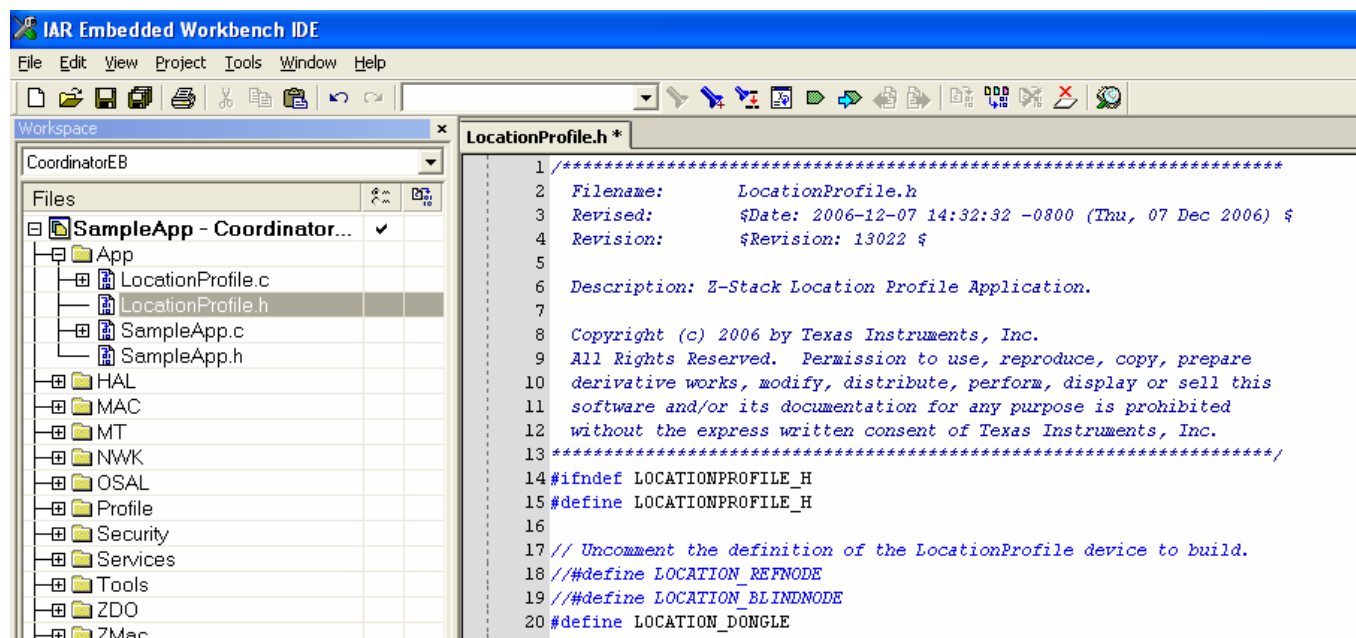 IAR Embedded Workbench IDE
File Edit View Project Tools Window Help
Workspace
CoordinatorEB
Files
SampleApp - Coordinator...
App
LocationProfile.c
LocationProfile.h
SampleApp.c
SampleApp.h
HAL
MAC
MT
NWK
OSAL
Profile
Security
Services
Tools
ZDO
ZMac
LocationProfile.h *
1 /*********************************************************************
2 Filename: LocationProfile.h
3 Revised: $Date: 2006-12-07 14:32:32 -0800 (Thu, 07 Dec 2006) $
4 Revision: $Revision: 13022 $
5
6 Description: Z-Stack Location Profile Application.
7
8 Copyright (c) 2006 by Texas Instruments, Inc.
9 All Rights Reserved. Permission to use, reproduce, copy, prepare
10 derivative works, modify, distribute, perform, display or sell this
11 software and/or its documentation for any purpose is prohibited
12 without the express written consent of Texas Instruments, Inc.
13 *********************************************************************/
14 #ifndef LOCATIONPROFILE_H
15 #define LOCATIONPROFILE_H
16
17 // Uncomment the definition of the LocationProfile device to build.
18 //#define LOCATION_REFNODE
19 //#define LOCATION_BLINDNODE
20 #define LOCATION_DONGLE